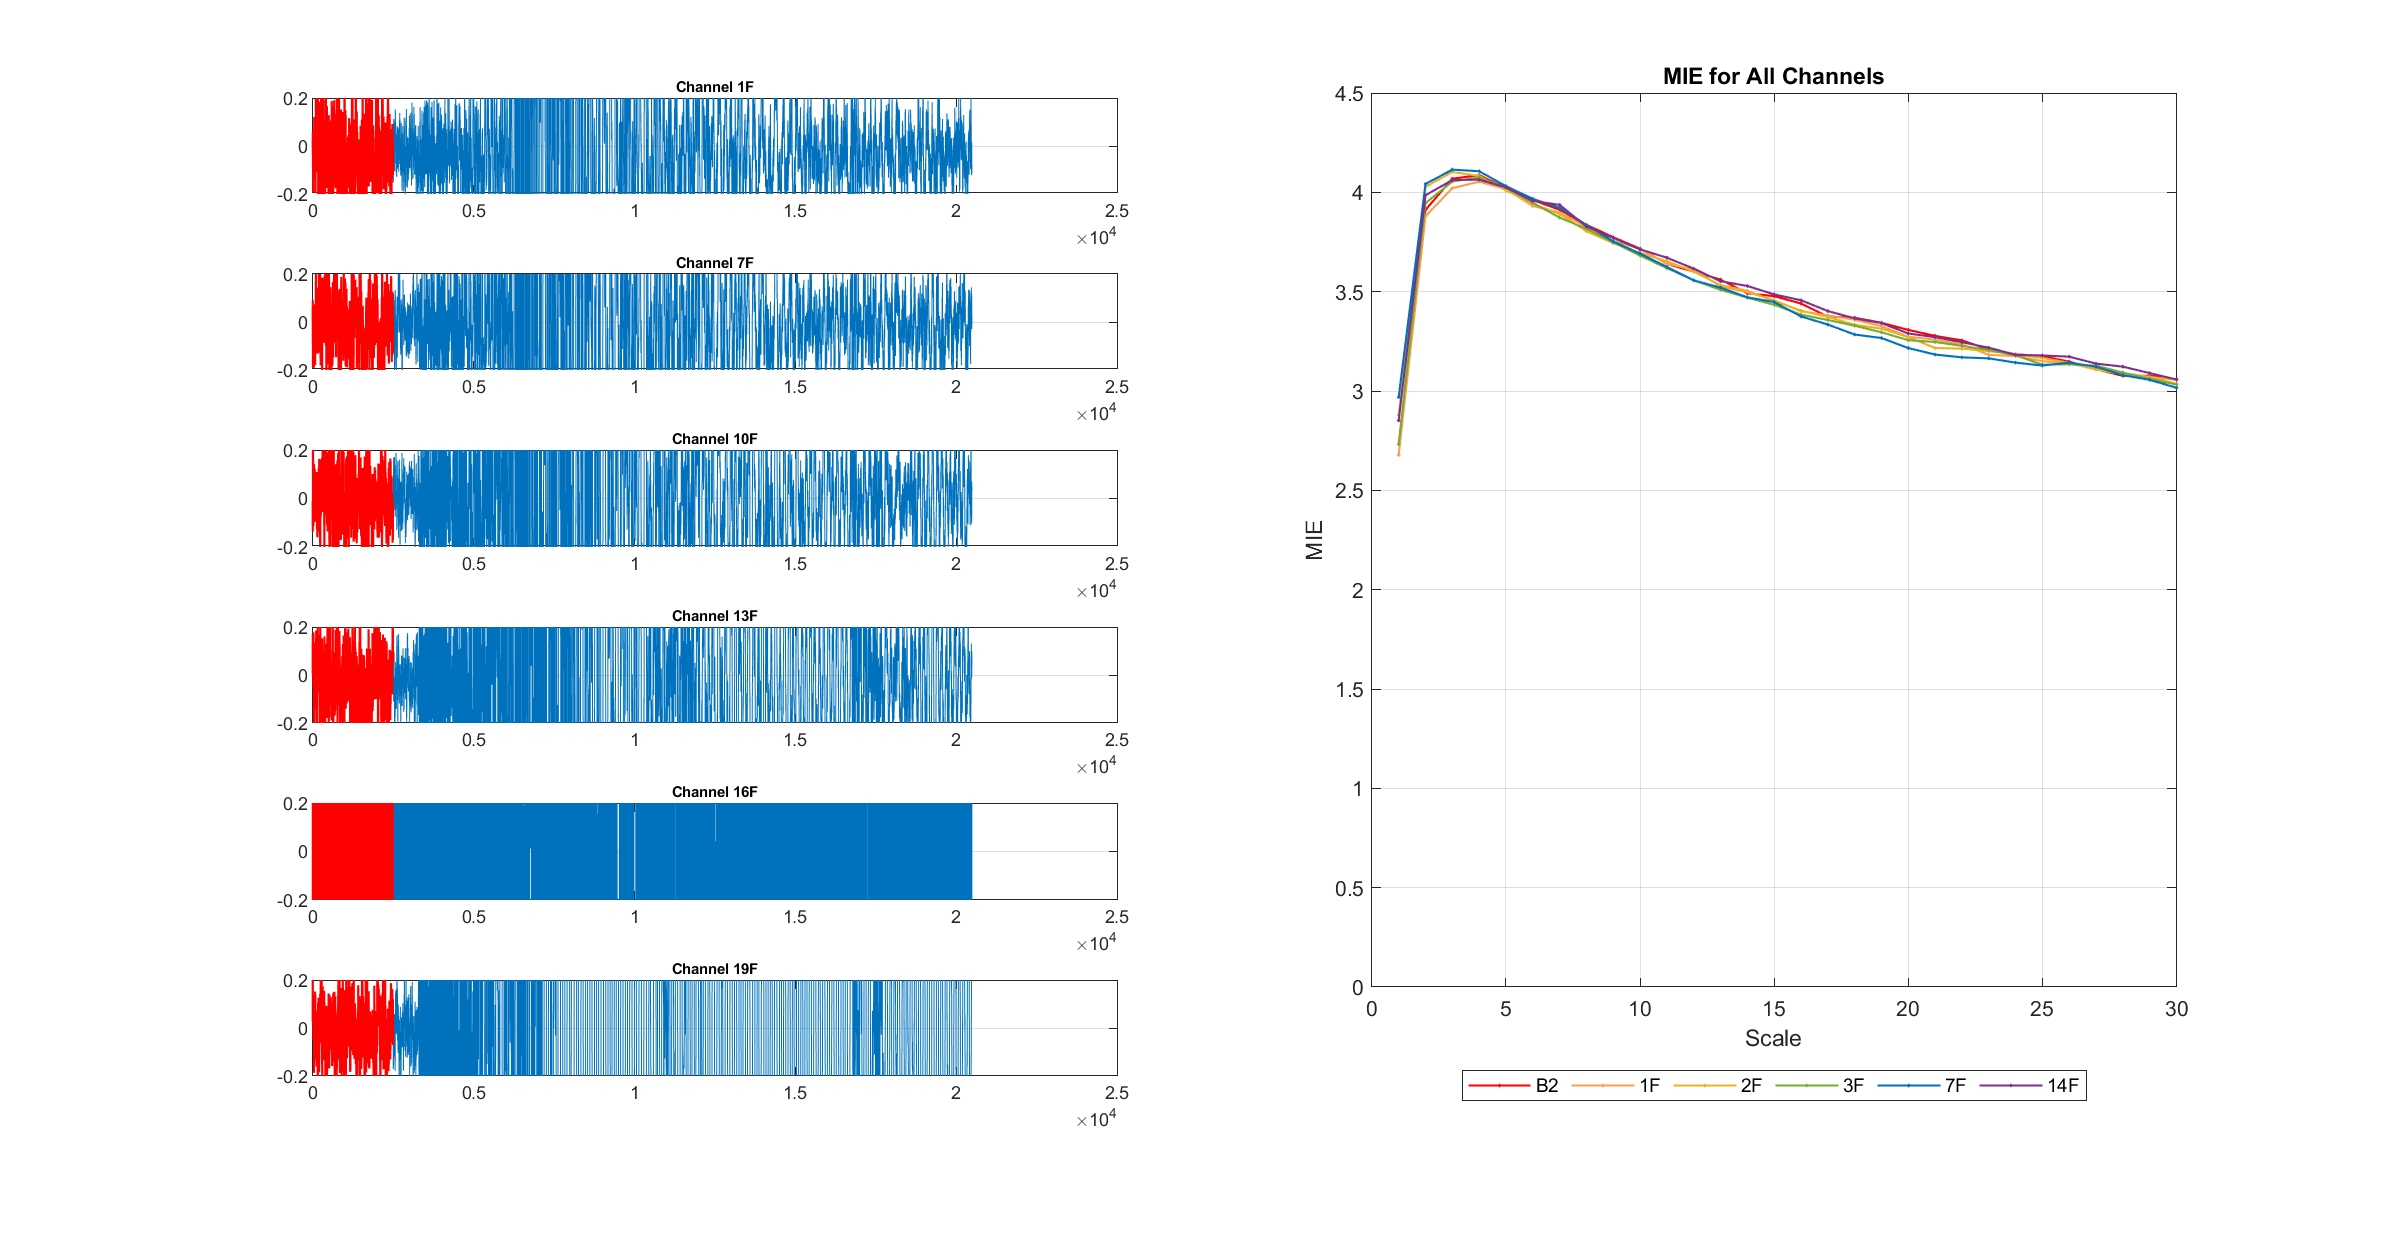 Channel 1F
0.2
0
-0.2
0 0.5 1 1.5 2 2.5
×10^4
Channel 7F
0.2
0
-0.2
0 0.5 1 1.5 2 2.5
×10^4
Channel 10F
0.2
0
-0.2
0 0.5 1 1.5 2 2.5
×10^4
Channel 13F
0.2
0
-0.2
0 0.5 1 1.5 2 2.5
×10^4
Channel 16F
0.2
0
-0.2
0 0.5 1 1.5 2 2.5
×10^4
Channel 19F
0.2
0
-0.2
0 0.5 1 1.5 2 2.5
×10^4
MIE for All Channels
4.5
4
3.5
3
2.5
2
1.5
1
0.5
0
MIE
0 5 10 15 20 25 30
Scale
B2 1F 2F 3F 7F 14F